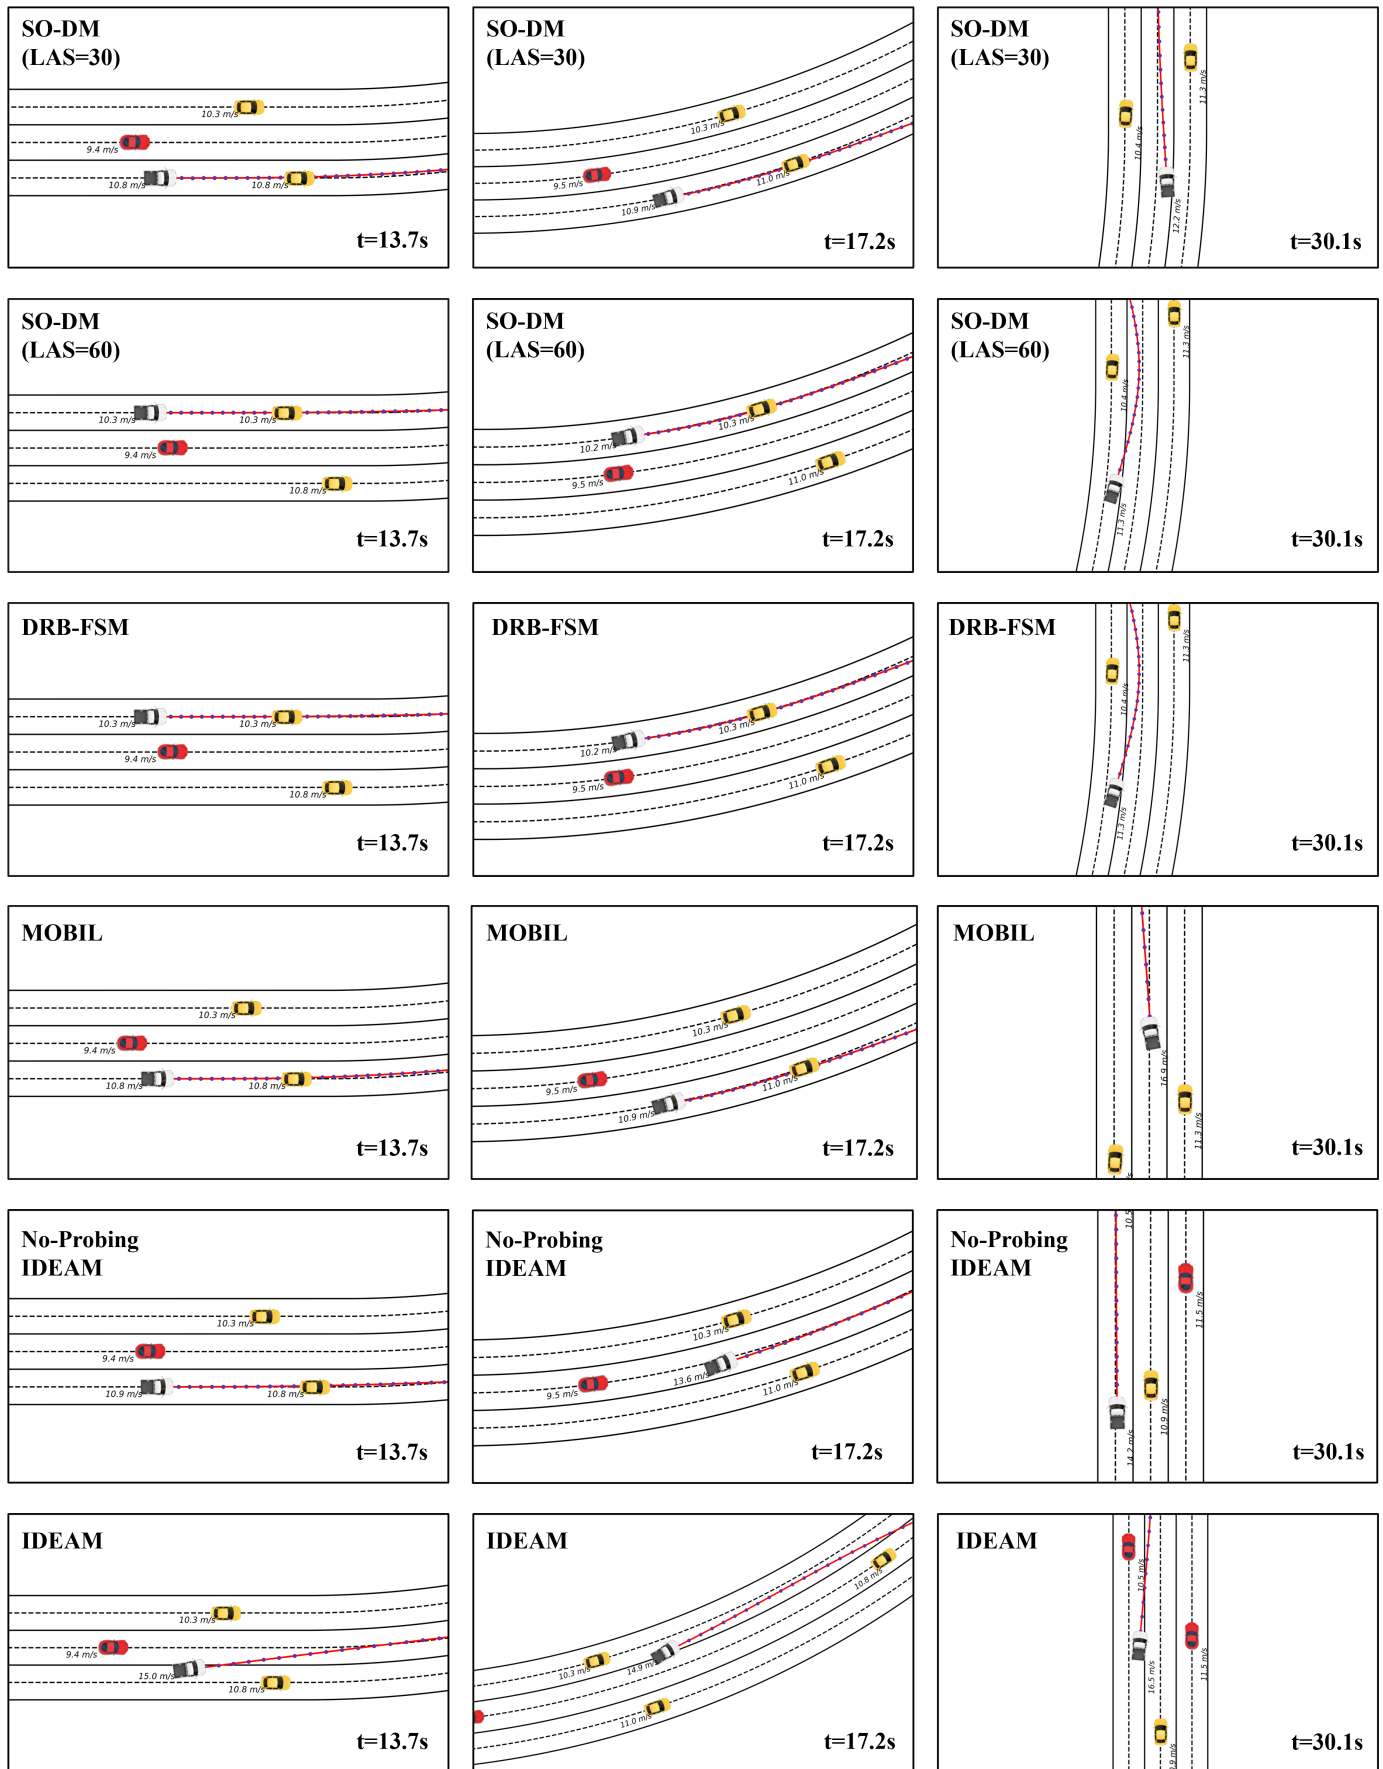 SO-DM
(LAS=30)
10.3 m/s
9.4 m/s
10.8 m/s
10.8 m/s
t=13.7s
SO-DM
(LAS=30)
10.3 m/s
9.5 m/s
11.0 m/s
10.9 m/s
t=17.2s
SO-DM
(LAS=30)
11.3 m/s
10.4 m/s
12.2 m/s
t=30.1s
SO-DM
(LAS=60)
10.3 m/s
10.3 m/s
9.4 m/s
10.8 m/s
t=13.7s
SO-DM
(LAS=60)
10.3 m/s
10.2 m/s
9.5 m/s
11.0 m/s
t=17.2s
SO-DM
(LAS=60)
11.3 m/s
10.4 m/s
11.3 m/s
t=30.1s
DRB-FSM
10.3 m/s
10.3 m/s
9.4 m/s
10.8 m/s
t=13.7s
DRB-FSM
10.3 m/s
10.2 m/s
9.5 m/s
11.0 m/s
t=17.2s
DRB-FSM
11.3 m/s
10.4 m/s
11.3 m/s
t=30.1s
MOBIL
10.3 m/s
9.4 m/s
10.8 m/s
10.8 m/s
t=13.7s
MOBIL
10.3 m/s
9.5 m/s
11.0 m/s
10.9 m/s
t=17.2s
MOBIL
16.9 m/s
11.3 m/s
t=30.1s
No-Probing
IDEAM
10.3 m/s
9.4 m/s
10.9 m/s
10.8 m/s
t=13.7s
No-Probing
IDEAM
10.3 m/s
13.6 m/s
9.5 m/s
11.0 m/s
t=17.2s
No-Probing
IDEAM
10.5
11.5 m/s
10.9 m/s
14.2 m/s
t=30.1s
IDEAM
10.3 m/s
9.4 m/s
15.0 m/s
10.8 m/s
t=13.7s
IDEAM
10.8 m/s
10.3 m/s
14.9 m/s
11.0 m/s
t=17.2s
IDEAM
10.5 m/s
16.5 m/s
11.5 m/s
t=30.1s